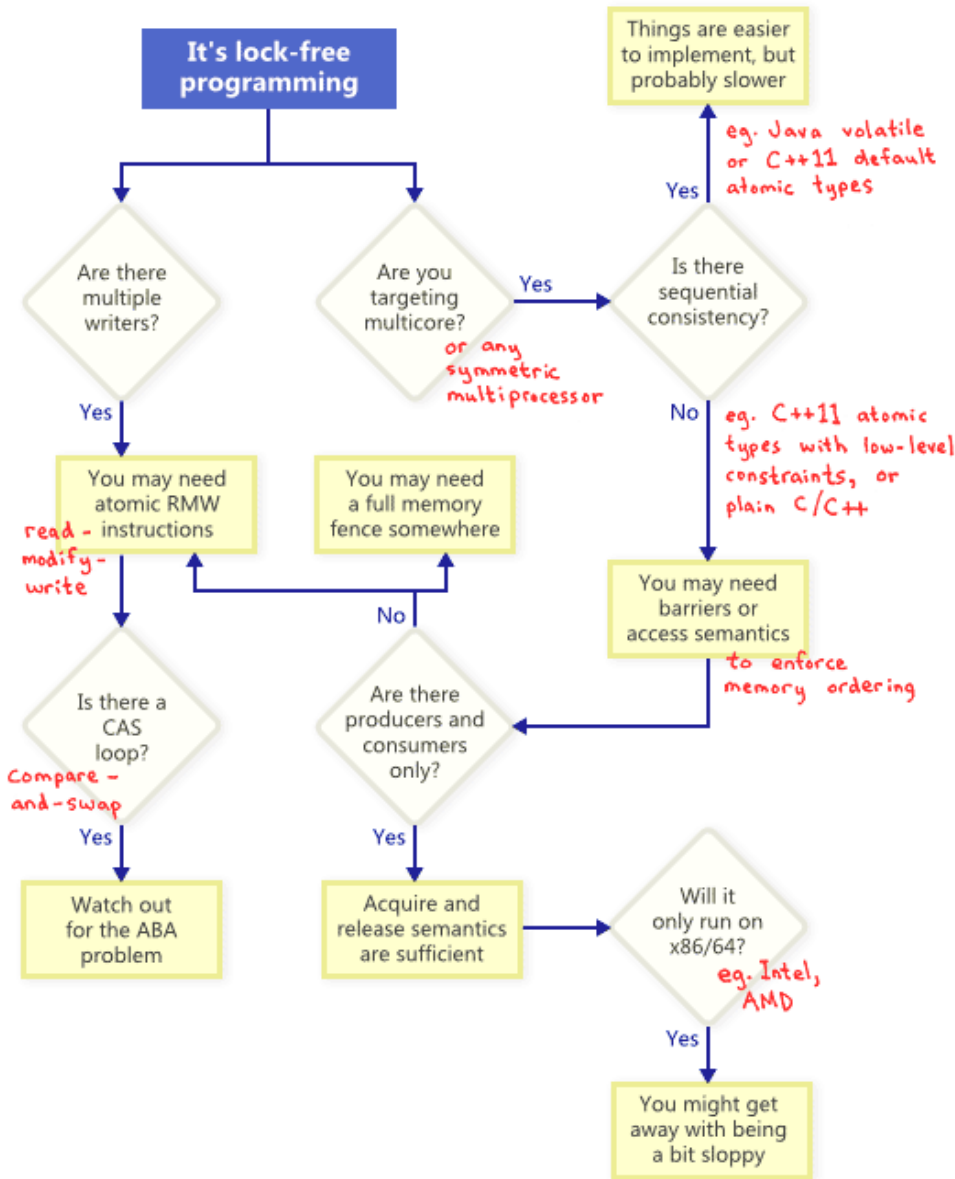 It's lock-free
programming
Things are easier
to implement, but
probably slower
eg. Java volatile
or C++11 default
atomic types
Yes
Are there
multiple
writers?
Are you
targeting
multicore?
or any
symmetric
multiprocessor
Yes
Is there
sequential
consistency?
Yes
No
eg. C++11 atomic
types with low-level
constraints, or
plain C/C++
You may need
atomic RMW
instructions
read-
modify-
write
You may need
a full memory
fence somewhere
No
You may need
barriers or
access semantics
to enforce
memory ordering
Is there a
CAS
loop?
Compare-
and-swap
Are there
producers and
consumers
only?
Yes
Yes
Watch out
for the ABA
problem
Acquire and
release semantics
are sufficient
Will it
only run on
x86/64?
eg. Intel,
AMD
Yes
You might get
away with being
a bit sloppy